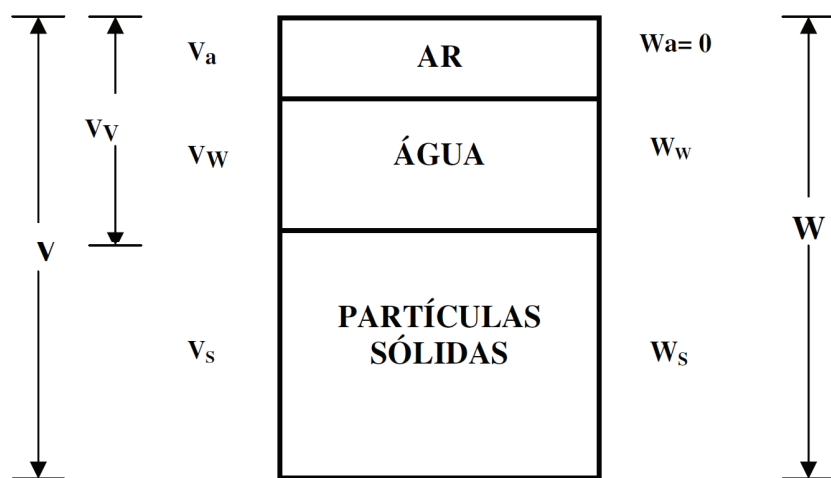 Va
AR
Wa= 0
VV
VW
ÁGUA
WW
V
W
PARTÍCULAS
SÓLIDAS
VS
WS